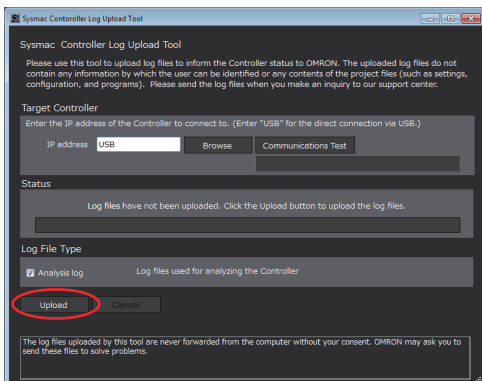 Sysmac Contoroller Log Upload Tool
Sysmac Controller Log Upload Tool
Please use this tool to upload log files to inform the Controller status to OMRON. The uploaded log files do not
contain any information by which the user can be identified or any contents of the project files (such as settings,
configuration, and programs). Please send the log files when you make an inquiry to our support center.
Target Controller
Enter the IP address of the Controller to connect to. (Enter "USB" for the direct connection via USB.)
IP address USB Browse Communications Test
Status
Log files have not been uploaded. Click the Upload button to upload the log files.
Log File Type
Analysis log Log files used for analyzing the Controller
Upload Cancel
The log files uploaded by this tool are never forwarded from the computer without your consent. OMRON may ask you to
send these files to solve problems.